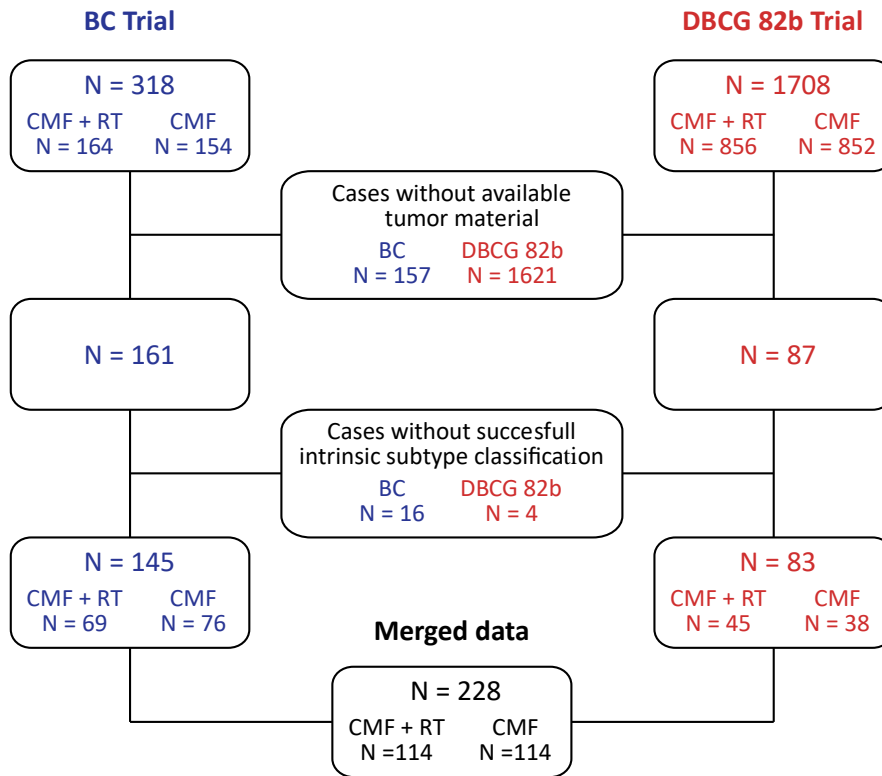 BC Trial
DBCG 82b Trial
N = 318
CMF + RT CMF
N = 164 N = 154
N = 1708
CMF + RT CMF
N = 856 N = 852
Cases without available
tumor material
BC DBCG 82b
N = 157 N = 1621
N = 161
N = 87
Cases without succesfull
intrinsic subtype classification
BC DBCG 82b
N = 16 N = 4
N = 145
CMF + RT CMF
N = 69 N = 76
N = 83
CMF + RT CMF
N = 45 N = 38
Merged data
N = 228
CMF + RT CMF
N =114 N =114